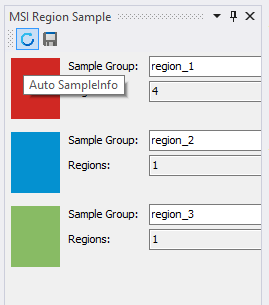 MSI Region Sample
Sample Group: region_1
Auto SampleInfo
4
Sample Group: region_2
Regions: 1
Sample Group: region_3
Regions: 1